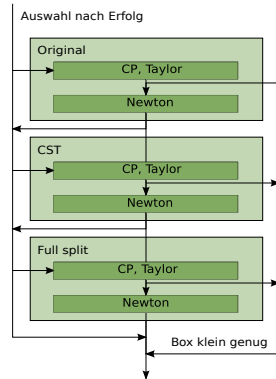 Auswahl nach Erfolg
Original
CP, Taylor
Newton
CST
CP, Taylor
Newton
Full split
CP, Taylor
Newton
Box klein genug